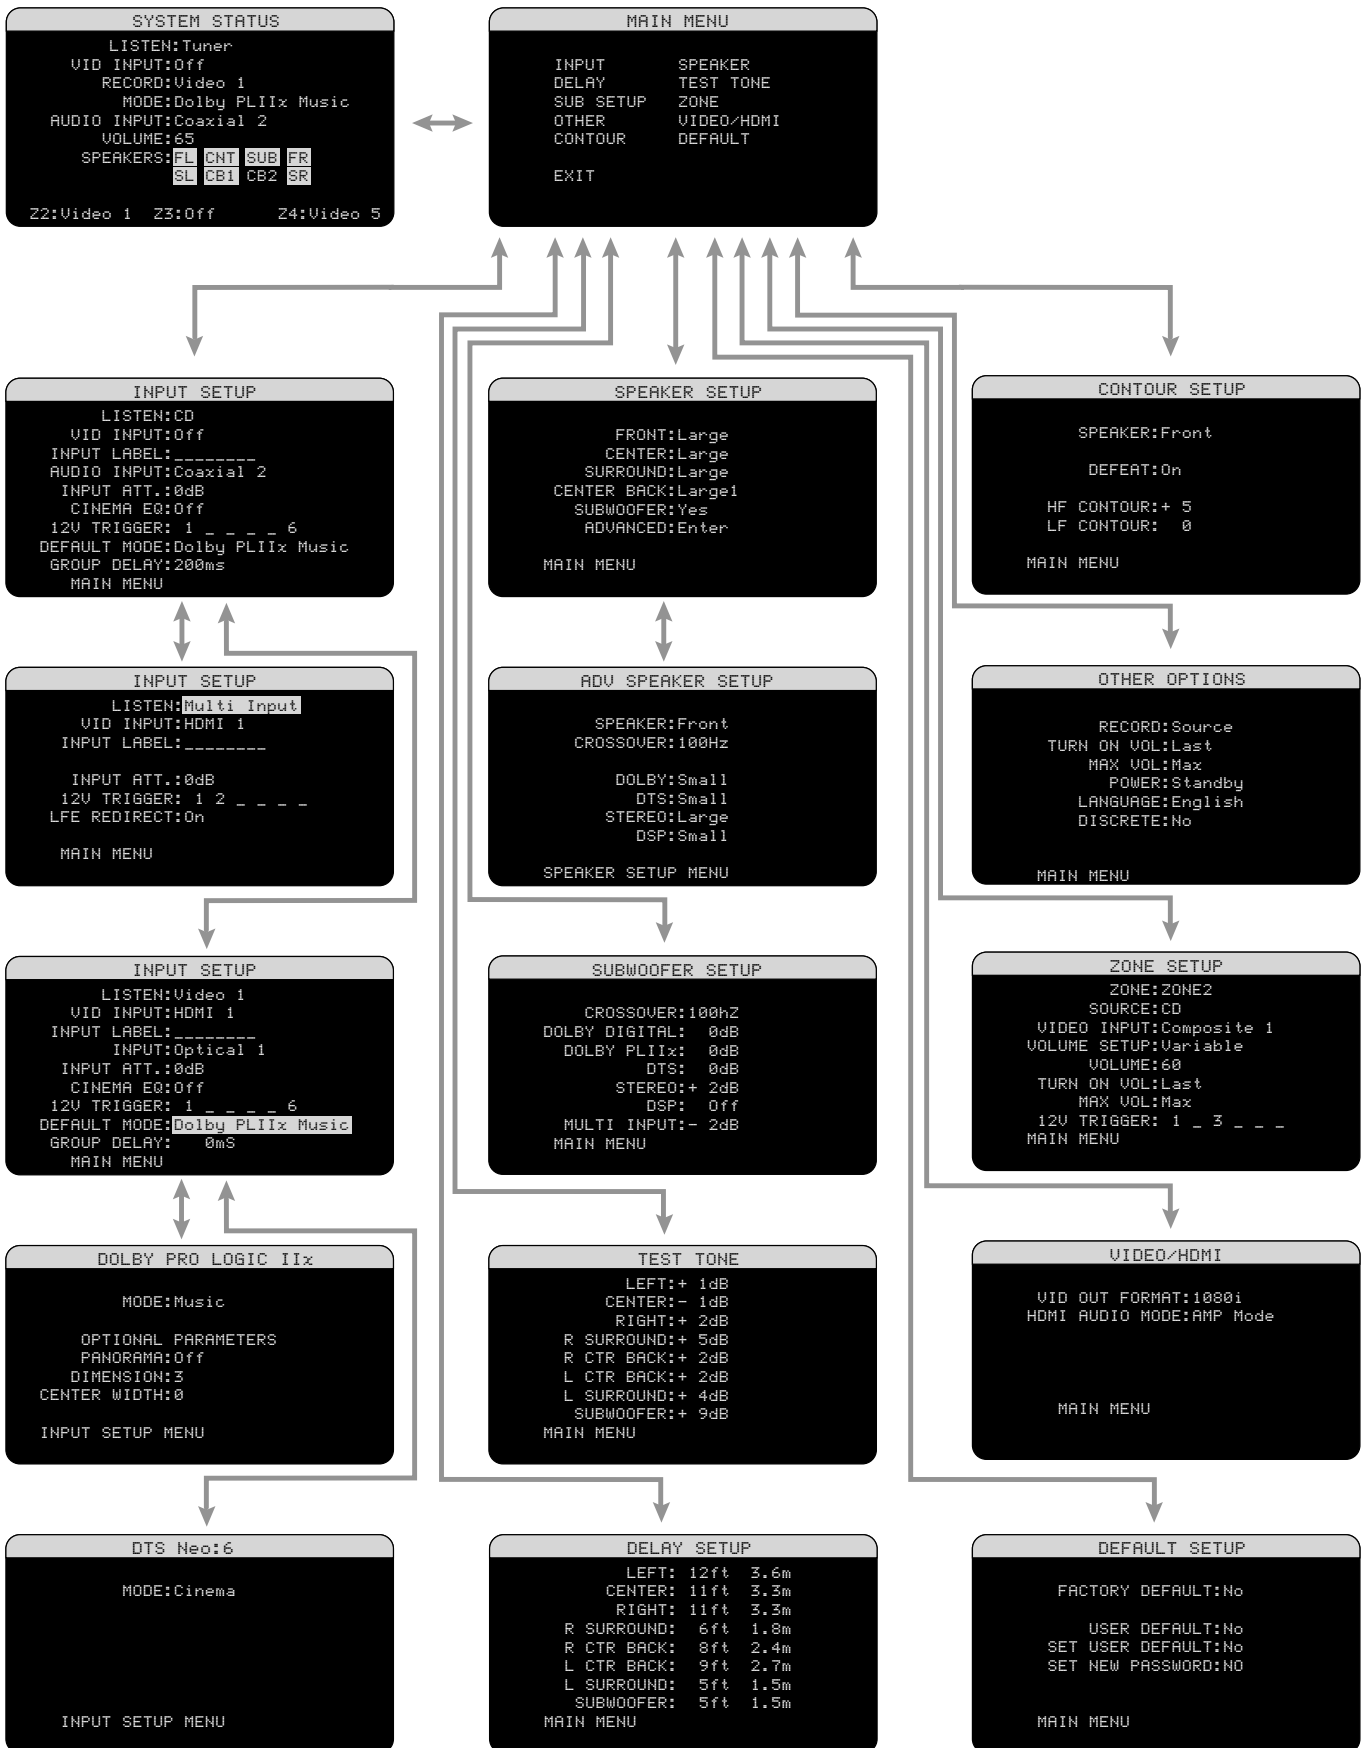 SYSTEM STATUS
LISTEN:Tuner
VID INPUT:Off
RECORD:Video 1
MODE:Dolby PLIIx Music
AUDIO INPUT:Coaxial 2
VOLUME:65
SPEAKERS:FL CNT SUB FR
SL CB1 CB2 SR
Z2:Video 1 Z3:Off Z4:Video 5
MAIN MENU
INPUT SPEAKER
DELAY TEST TONE
SUB SETUP ZONE
OTHER VIDEO/HDMI
CONTOUR DEFAULT
EXIT
INPUT SETUP
LISTEN:CD
VID INPUT:Off
INPUT LABEL:________
AUDIO INPUT:Coaxial 2
INPUT ATT.:0dB
CINEMA EQ:Off
12V TRIGGER: 1 _ _ _ _ 6
DEFAULT MODE:Dolby PLIIx Music
GROUP DELAY:200ms
MAIN MENU
SPEAKER SETUP
FRONT:Large
CENTER:Large
SURROUND:Large
CENTER BACK:Large1
SUBWOOFER:Yes
ADVANCED:Enter
MAIN MENU
CONTOUR SETUP
SPEAKER:Front
DEFEAT:On
HF CONTOUR:+ 5
LF CONTOUR: 0
MAIN MENU
INPUT SETUP
LISTEN:Multi Input
VID INPUT:HDMI 1
INPUT LABEL:________
INPUT ATT.:0dB
12V TRIGGER: 1 2 _ _ _ _
LFE REDIRECT:On
MAIN MENU
ADV SPEAKER SETUP
SPEAKER:Front
CROSSOVER:100Hz
DOLBY:Small
DTS:Small
STEREO:Large
DSP:Small
SPEAKER SETUP MENU
OTHER OPTIONS
RECORD:Source
TURN ON VOL:Last
MAX VOL:Max
POWER:Standby
LANGUAGE:English
DISCRETE:No
MAIN MENU
INPUT SETUP
LISTEN:Video 1
VID INPUT:HDMI 1
INPUT LABEL:________
INPUT:Optical 1
INPUT ATT.:0dB
CINEMA EQ:Off
12V TRIGGER: 1 _ _ _ _ 6
DEFAULT MODE:Dolby PLIIx Music
GROUP DELAY: 0mS
MAIN MENU
SUBWOOFER SETUP
CROSSOVER:100hZ
DOLBY DIGITAL: 0dB
DOLBY PLIIx: 0dB
DTS: 0dB
STEREO:+ 2dB
DSP: Off
MULTI INPUT:- 2dB
MAIN MENU
ZONE SETUP
ZONE:ZONE2
SOURCE:CD
VIDEO INPUT:Composite 1
VOLUME SETUP:Variable
VOLUME:60
TURN ON VOL:Last
MAX VOL:Max
12V TRIGGER: 1 _ 3 _ _ _
MAIN MENU
DOLBY PRO LOGIC IIx
MODE:Music
OPTIONAL PARAMETERS
PANORAMA:Off
DIMENSION:3
CENTER WIDTH:0
INPUT SETUP MENU
TEST TONE
LEFT:+ 1dB
CENTER:- 1dB
RIGHT:+ 2dB
R SURROUND:+ 5dB
R CTR BACK:+ 2dB
L CTR BACK:+ 2dB
L SURROUND:+ 4dB
SUBWOOFER:+ 9dB
MAIN MENU
VIDEO/HDMI
VID OUT FORMAT:1080i
HDMI AUDIO MODE:AMP Mode
MAIN MENU
DTS Neo:6
MODE:Cinema
INPUT SETUP MENU
DELAY SETUP
LEFT: 12ft 3.6m
CENTER: 11ft 3.3m
RIGHT: 11ft 3.3m
R SURROUND: 6ft 1.8m
R CTR BACK: 8ft 2.4m
L CTR BACK: 9ft 2.7m
L SURROUND: 5ft 1.5m
SUBWOOFER: 5ft 1.5m
MAIN MENU
DEFAULT SETUP
FACTORY DEFAULT:No
USER DEFAULT:No
SET USER DEFAULT:No
SET NEW PASSWORD:NO
MAIN MENU